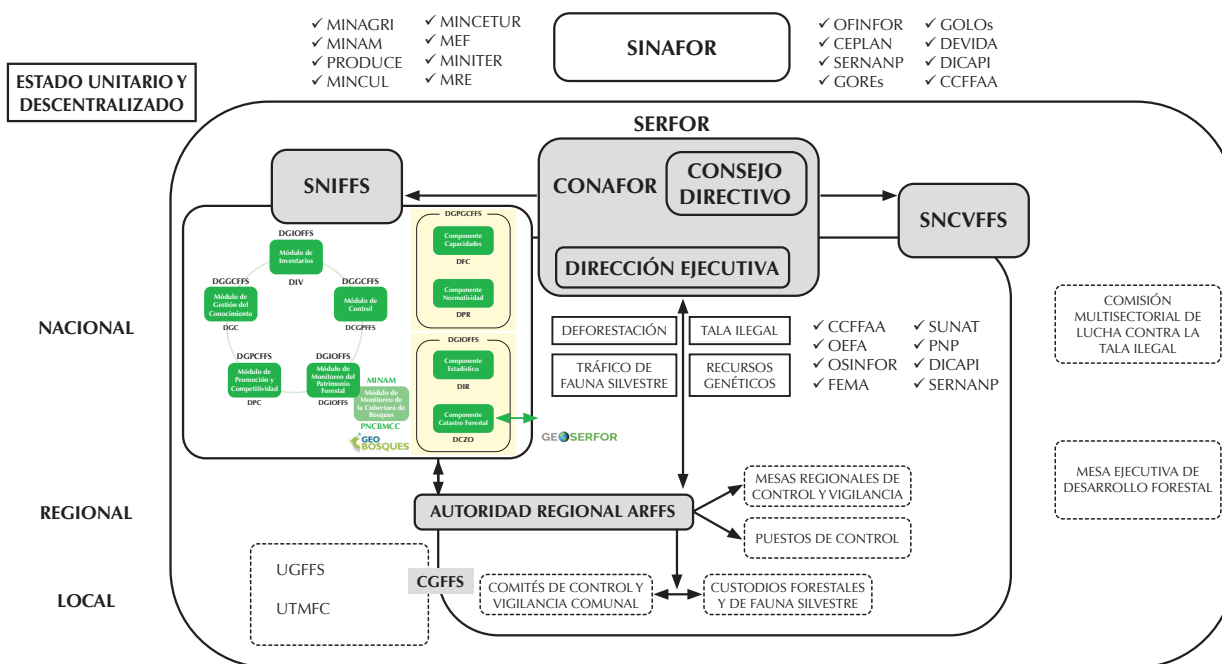 ✓ MINAGRI
✓ MINAM
✓ PRODUCE
✓ MINCUL
✓ MINCETUR
✓ MEF
✓ MINITER
✓ MRE
SINAFOR
✓ OFINFOR
✓ CEPLAN
✓ SERNANP
✓ GOREs
✓ GOLOs
✓ DEVIDA
✓ DICAPI
✓ CCFFAA
ESTADO UNITARIO Y
DESCENTRALIZADO
SERFOR
SNIFFS
CONAFOR
CONSEJO
DIRECTIVO
DIRECCIÓN EJECUTIVA
SNCVFFS
NACIONAL
DGIOFFS
Módulo de
Inventarios
DIV
DGGCFFS
Módulo de
Gestión del
Conocimiento
DGC
DGGCFFS
Módulo de
Control
DCGPFFS
DGPCFFS
Módulo de
Promoción y
Competitividad
DPC
DGIOFFS
Módulo de
Monitoreo del
Patrimonio
Forestal
DGIOFFS
MINAM
Módulo de
Monitoreo de
la Cobertura de
Bosques
PNCBMCC
GEO
BOSQUES
DGPGCFFS
Componente
Capacidades
DFC
Componente
Normatividad
DPR
DGIOFFS
Componente
Estadístico
DIR
Componente
Catastro Forestal
DCZO
GEOSERFOR
DEFORESTACIÓN
TALA ILEGAL
TRÁFICO DE
FAUNA SILVESTRE
RECURSOS
GENÉTICOS
✓ CCFFAA
✓ OEFA
✓ OSINFOR
✓ FEMA
✓ SUNAT
✓ PNP
✓ DICAPI
✓ SERNANP
COMISIÓN
MULTISECTORIAL DE
LUCHA CONTRA LA
TALA ILEGAL
REGIONAL
AUTORIDAD REGIONAL ARFFS
MESAS REGIONALES DE
CONTROL Y VIGILANCIA
PUESTOS DE CONTROL
MESA EJECUTIVA DE
DESARROLLO FORESTAL
LOCAL
UGFFS
UTMFC
CGFFS
COMITÉS DE CONTROL Y
VIGILANCIA COMUNAL
CUSTODIOS FORESTALES
Y DE FAUNA SILVESTRE